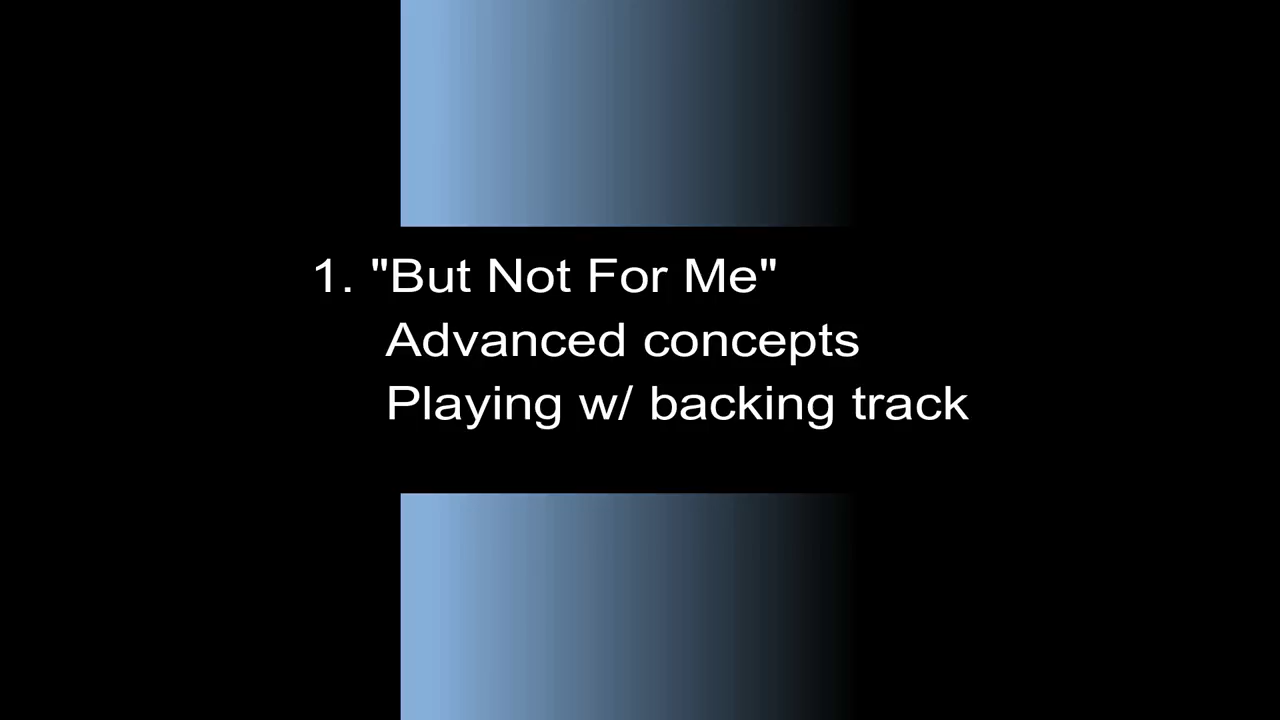 1. "But Not For Me"
Advanced concepts
Playing w/ backing track